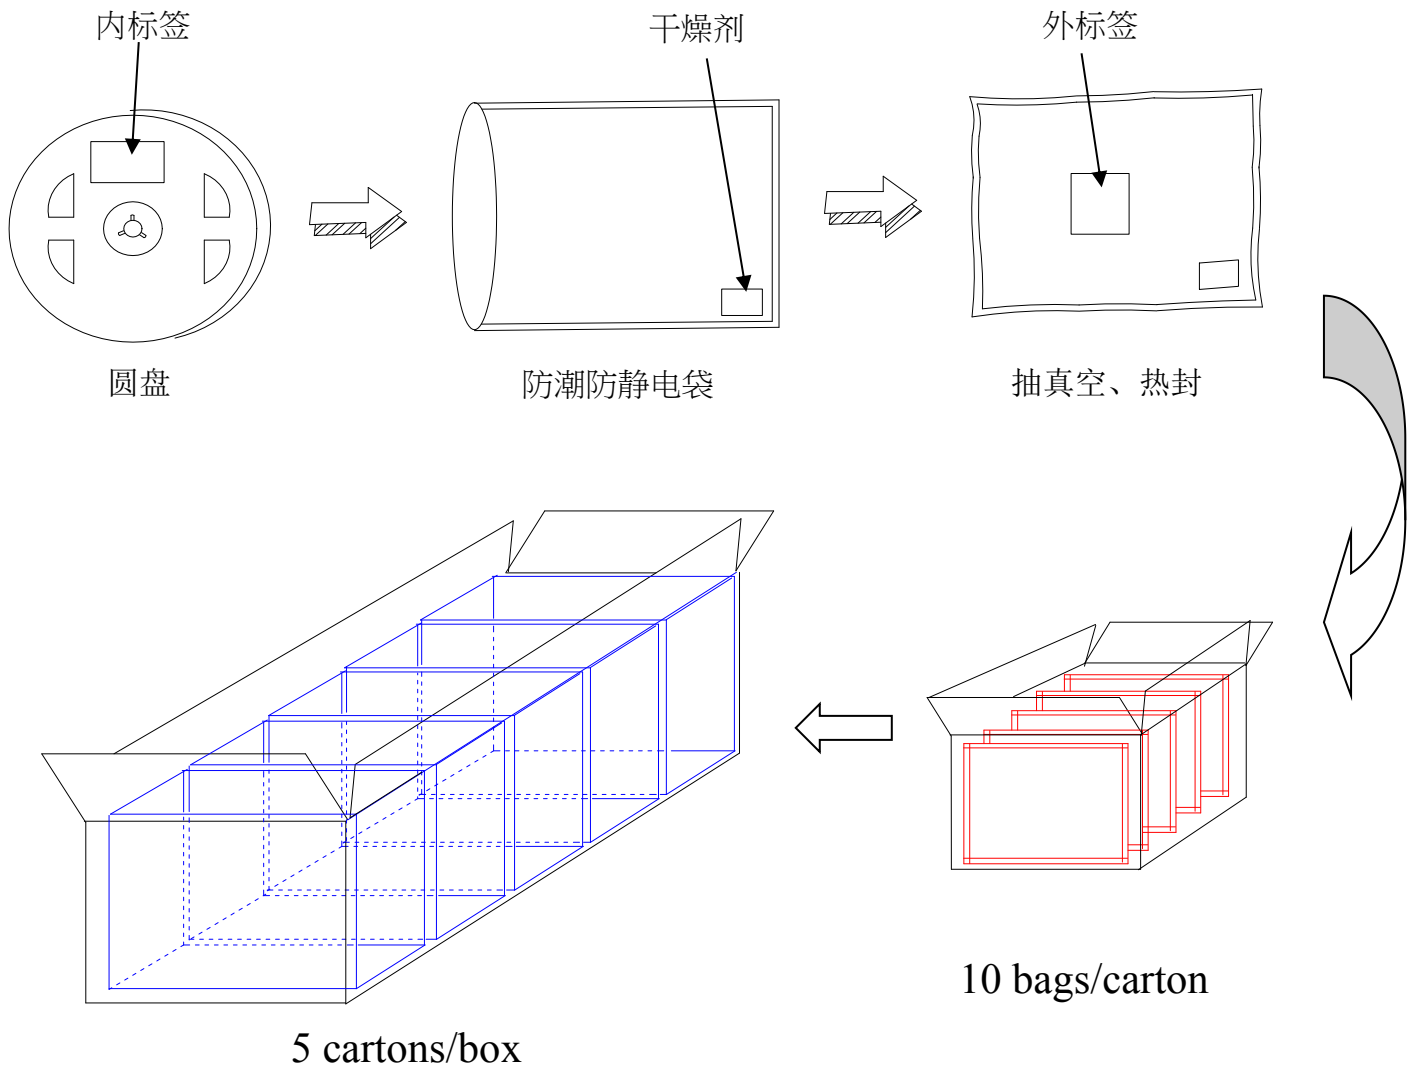 内标签
干燥剂
外标签
圆盘
防潮防静电袋
抽真空、热封
10 bags/carton
5 cartons/box